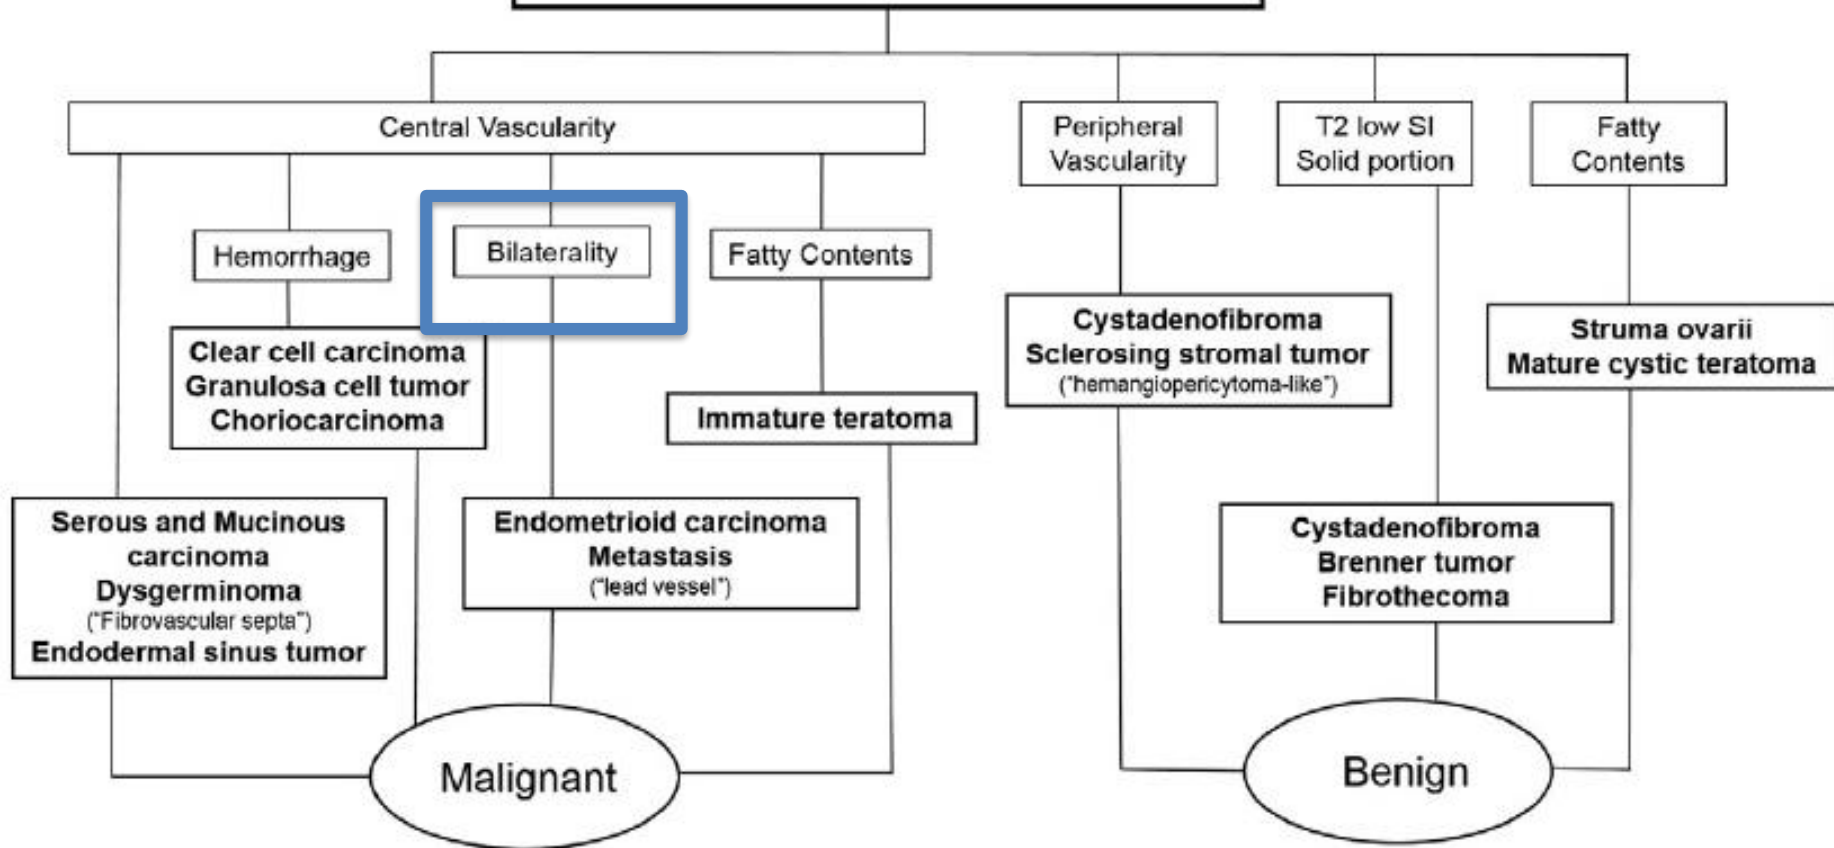 Central Vascularity
Peripheral
Vascularity
T2 low SI
Solid portion
Fatty
Contents
Hemorrhage
Bilaterality
Fatty Contents
Clear cell carcinoma
Granulosa cell tumor
Choriocarcinoma
Immature teratoma
Cystadenofibroma
Sclerosing stromal tumor
("hemangiopericytoma-like")
Struma ovarii
Mature cystic teratoma
Serous and Mucinous
carcinoma
Dysgerminoma
("Fibrovascular septa")
Endodermal sinus tumor
Endometrioid carcinoma
Metastasis
("lead vessel")
Cystadenofibroma
Brenner tumor
Fibrothecoma
Malignant
Benign